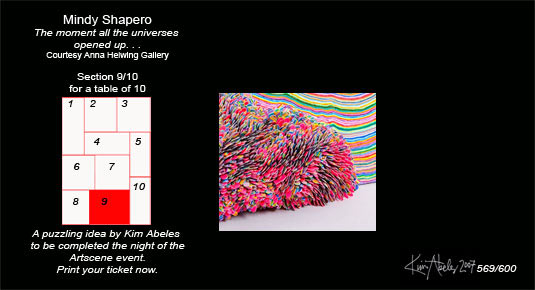 Mindy Shapero
The moment all the universes
opened up. . .
Courtesy Anna Helwing Gallery
Section 9/10
for a table of 10
1 2 3
4 5
6 7
8 9 10
A puzzling idea by Kim Abeles
to be completed the night of the
Artscene event.
Print your ticket now.
Kim Abeles 2007 569/600